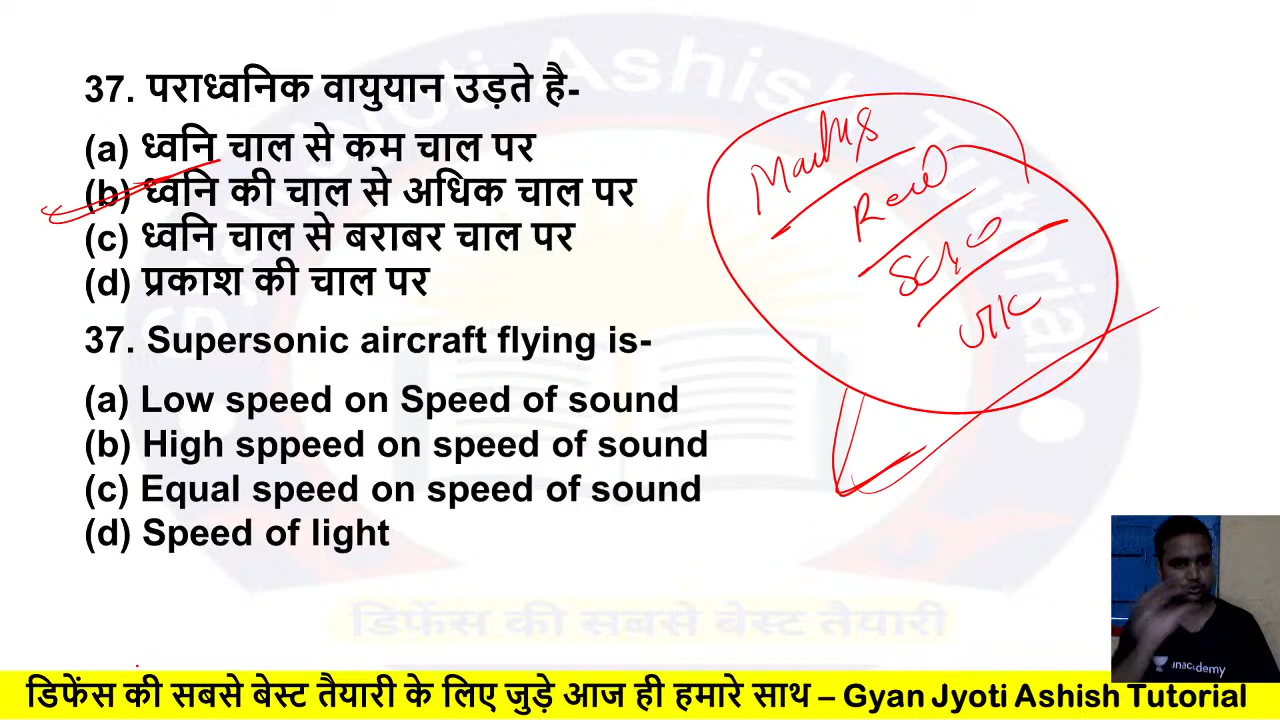 37. पराध्वनिक वायुयान उड़ते है-
(a) ध्वनि चाल से कम चाल पर
(b) ध्वनि की चाल से अधिक चाल पर
(c) ध्वनि चाल से बराबर चाल पर
(d) प्रकाश की चाल पर
37. Supersonic aircraft flying is-
(a) Low speed on Speed of sound
(b) High sppeed on speed of sound
(c) Equal speed on speed of sound
(d) Speed of light
डिफेंस की सबसे बेस्ट तैयारी
unacademy
डिफेंस की सबसे बेस्ट तैयारी के लिए जुड़े आज ही हमारे साथ – Gyan Jyoti Ashish Tutorial